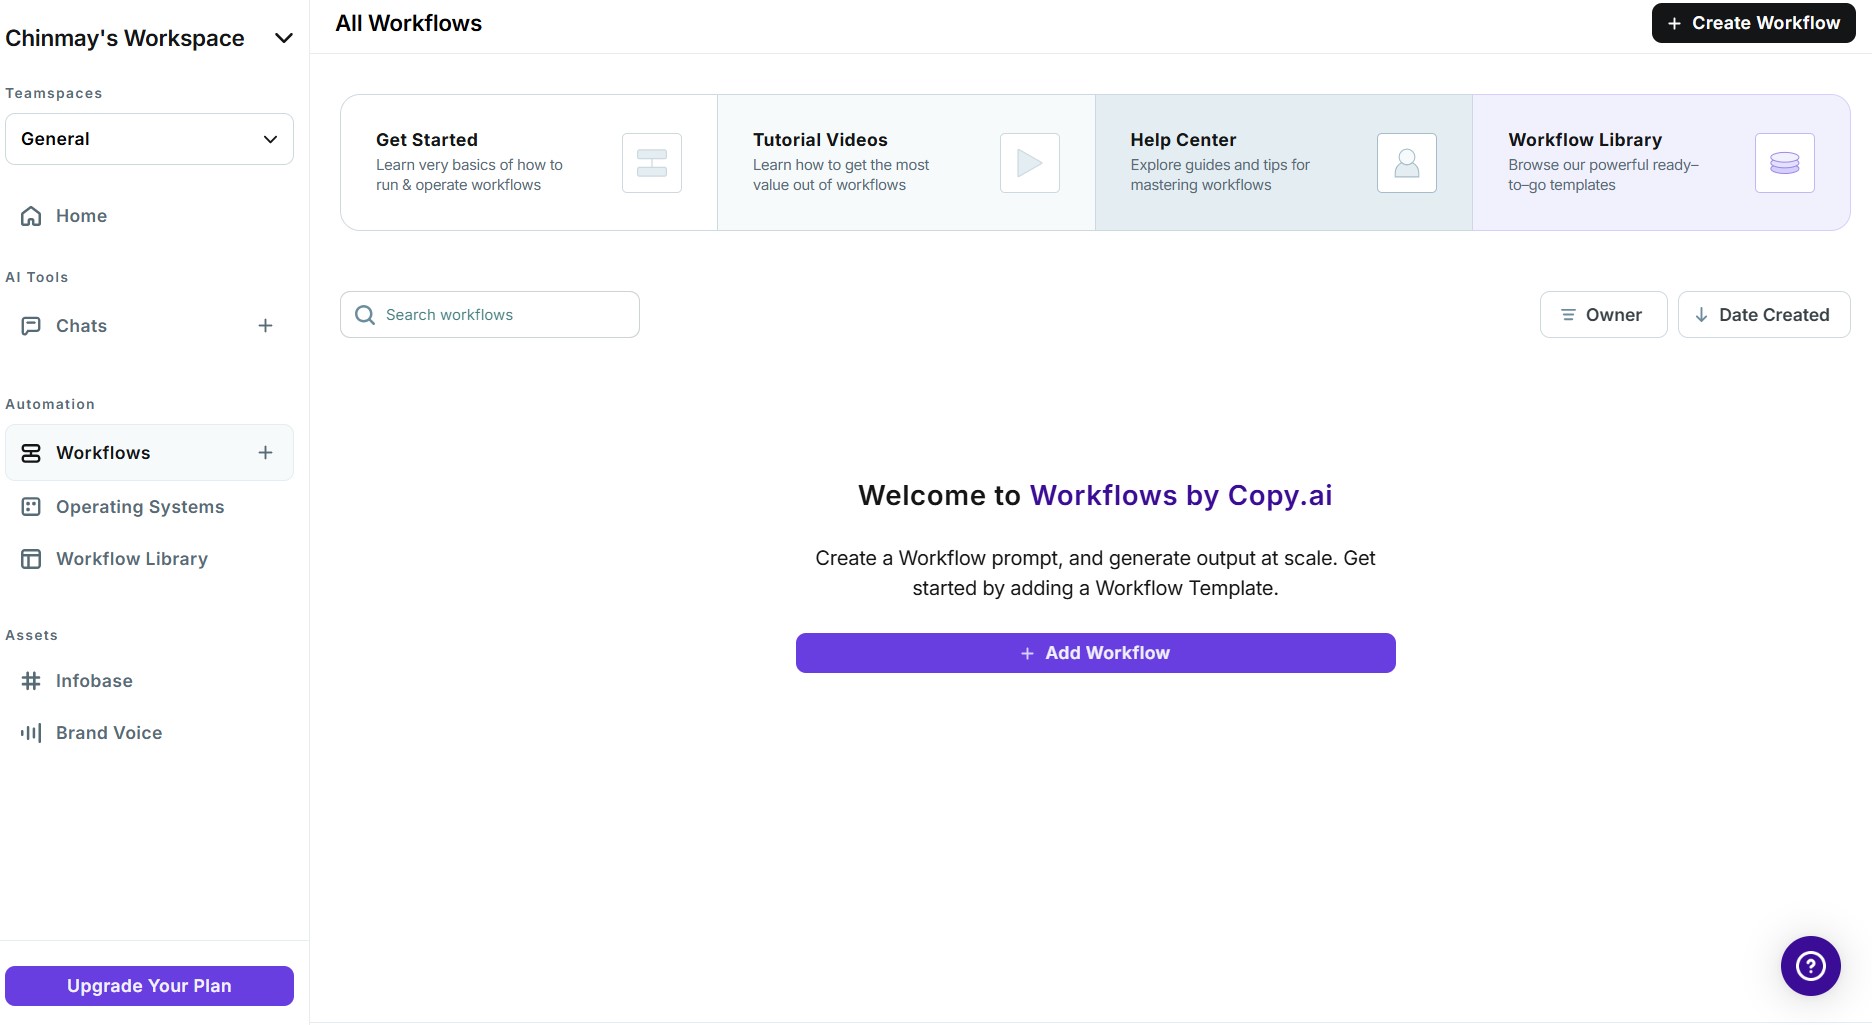 Chinmay's Workspace
Teamspaces
General
Home
AI Tools
Chats
Automation
Workflows
Operating Systems
Workflow Library
Assets
Infobase
Brand Voice
Upgrade Your Plan
All Workflows
+ Create Workflow
Get Started
Learn very basics of how to
run & operate workflows
Tutorial Videos
Learn how to get the most
value out of workflows
Help Center
Explore guides and tips for
mastering workflows
Workflow Library
Browse our powerful ready–
to–go templates
Search workflows
Owner
Date Created
Welcome to Workflows by Copy.ai
Create a Workflow prompt, and generate output at scale. Get
started by adding a Workflow Template.
+ Add Workflow
?